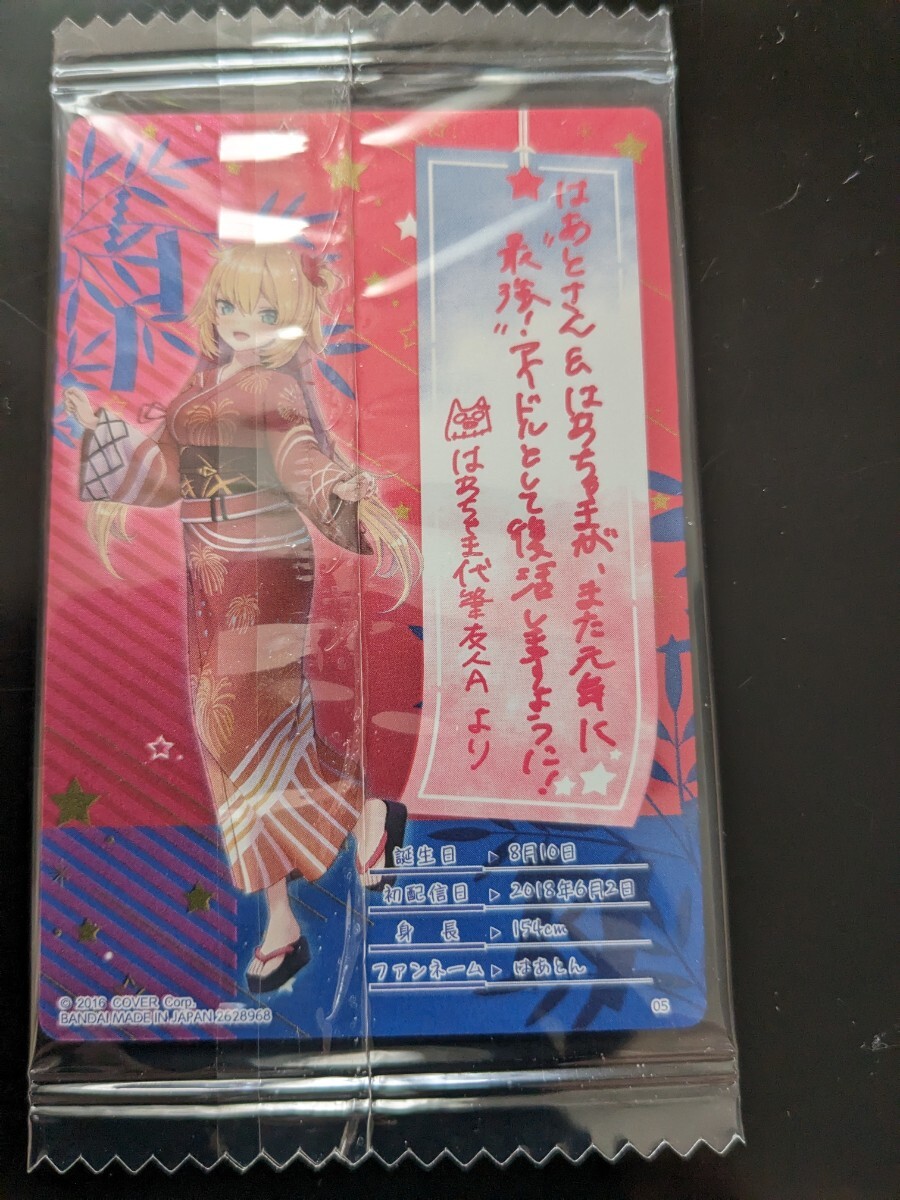 はあとさん&はあちゃまが、また元気に
"最強!"アイドルとして復活しますように!
はあちゃま代筆友人Aより
誕生日 ▷ 8月10日
初配信日 ▷ 2018年6月2日
身長 ▷ 154cm
ファンネーム ▷ はあとん
© 2016 COVER Corp.
BANDAI MADE IN JAPAN 2628968
05